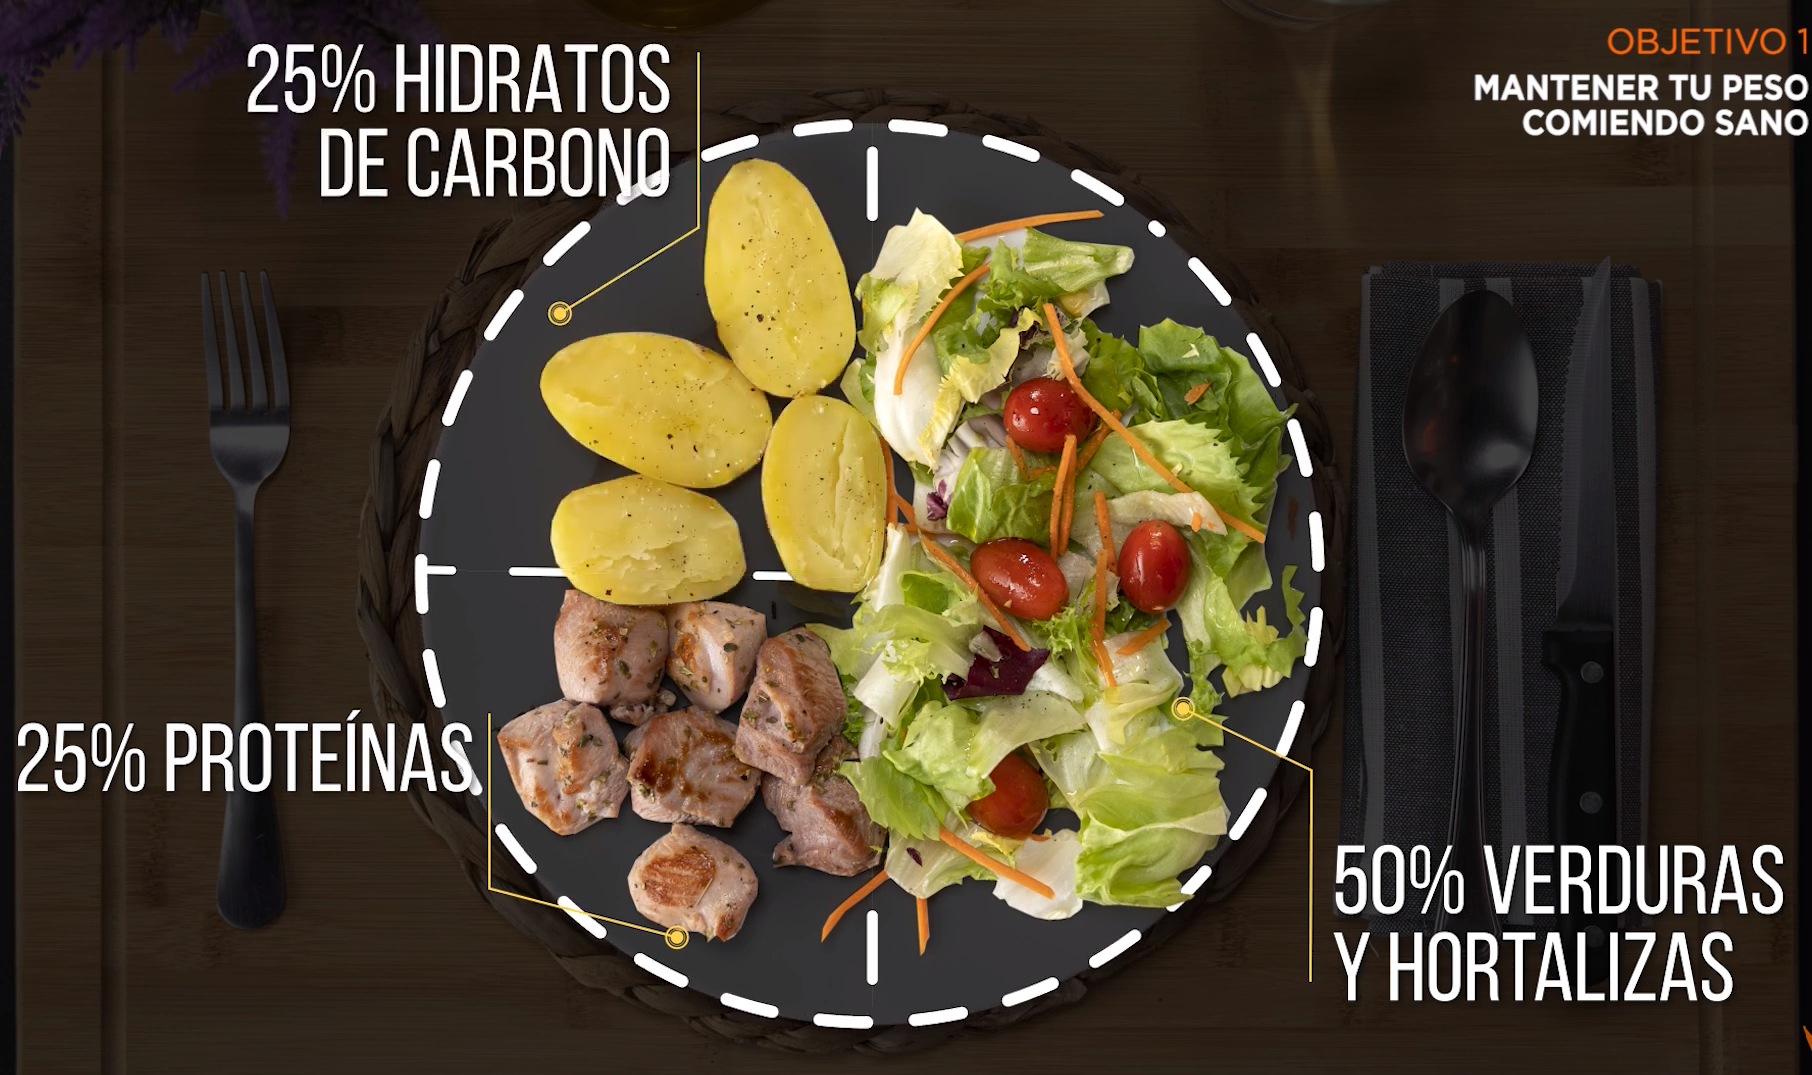 25% HIDRATOS
DE CARBONO
OBJETIVO 1
MANTENER TU PESO
COMIENDO SANO
25% PROTEÍNAS
50% VERDURAS
Y HORTALIZAS